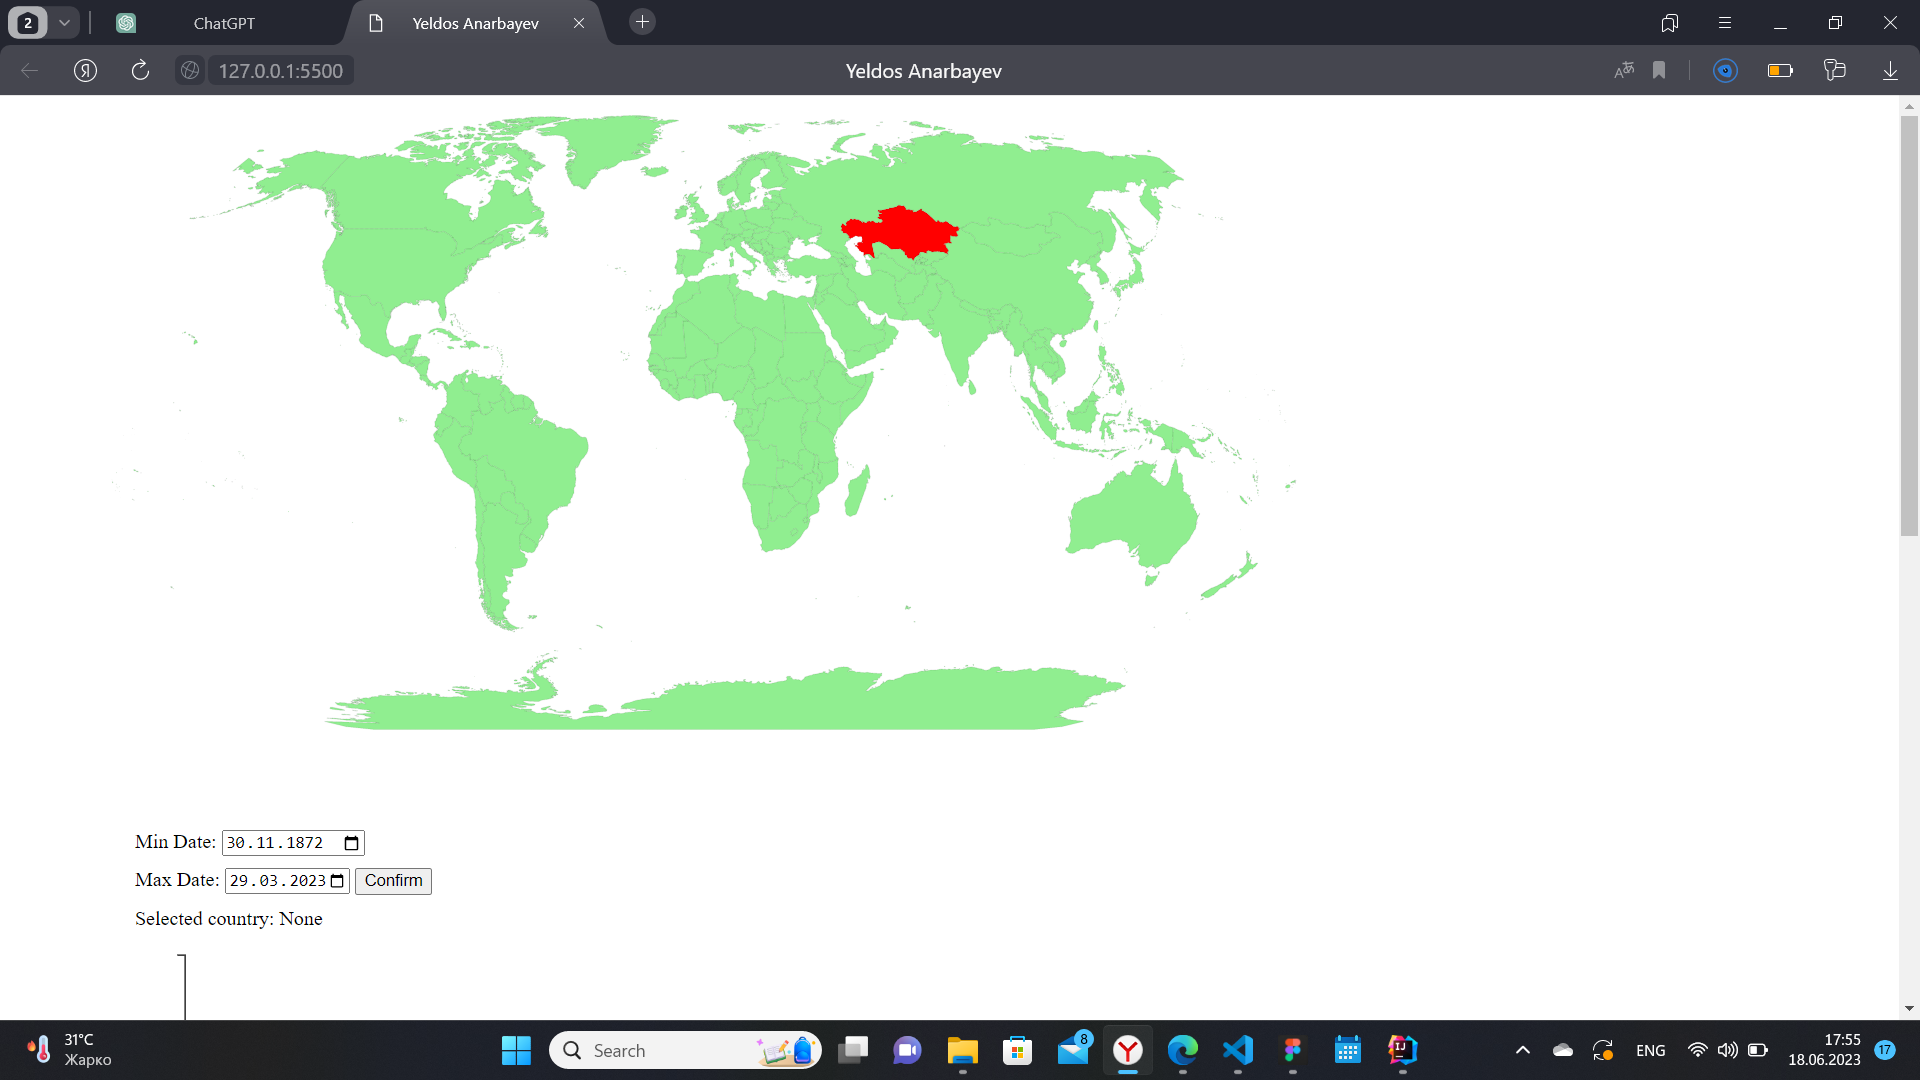 2
ChatGPT
Yeldos Anarbayev
Я
127.0.0.1:5500
Yeldos Anarbayev
Min Date: 30.11.1872
Max Date: 29.03.2023 Confirm
Selected country: None
31°C
Жарко
Search
8
Y
IJ
ENG
17:55
18.06.2023
17